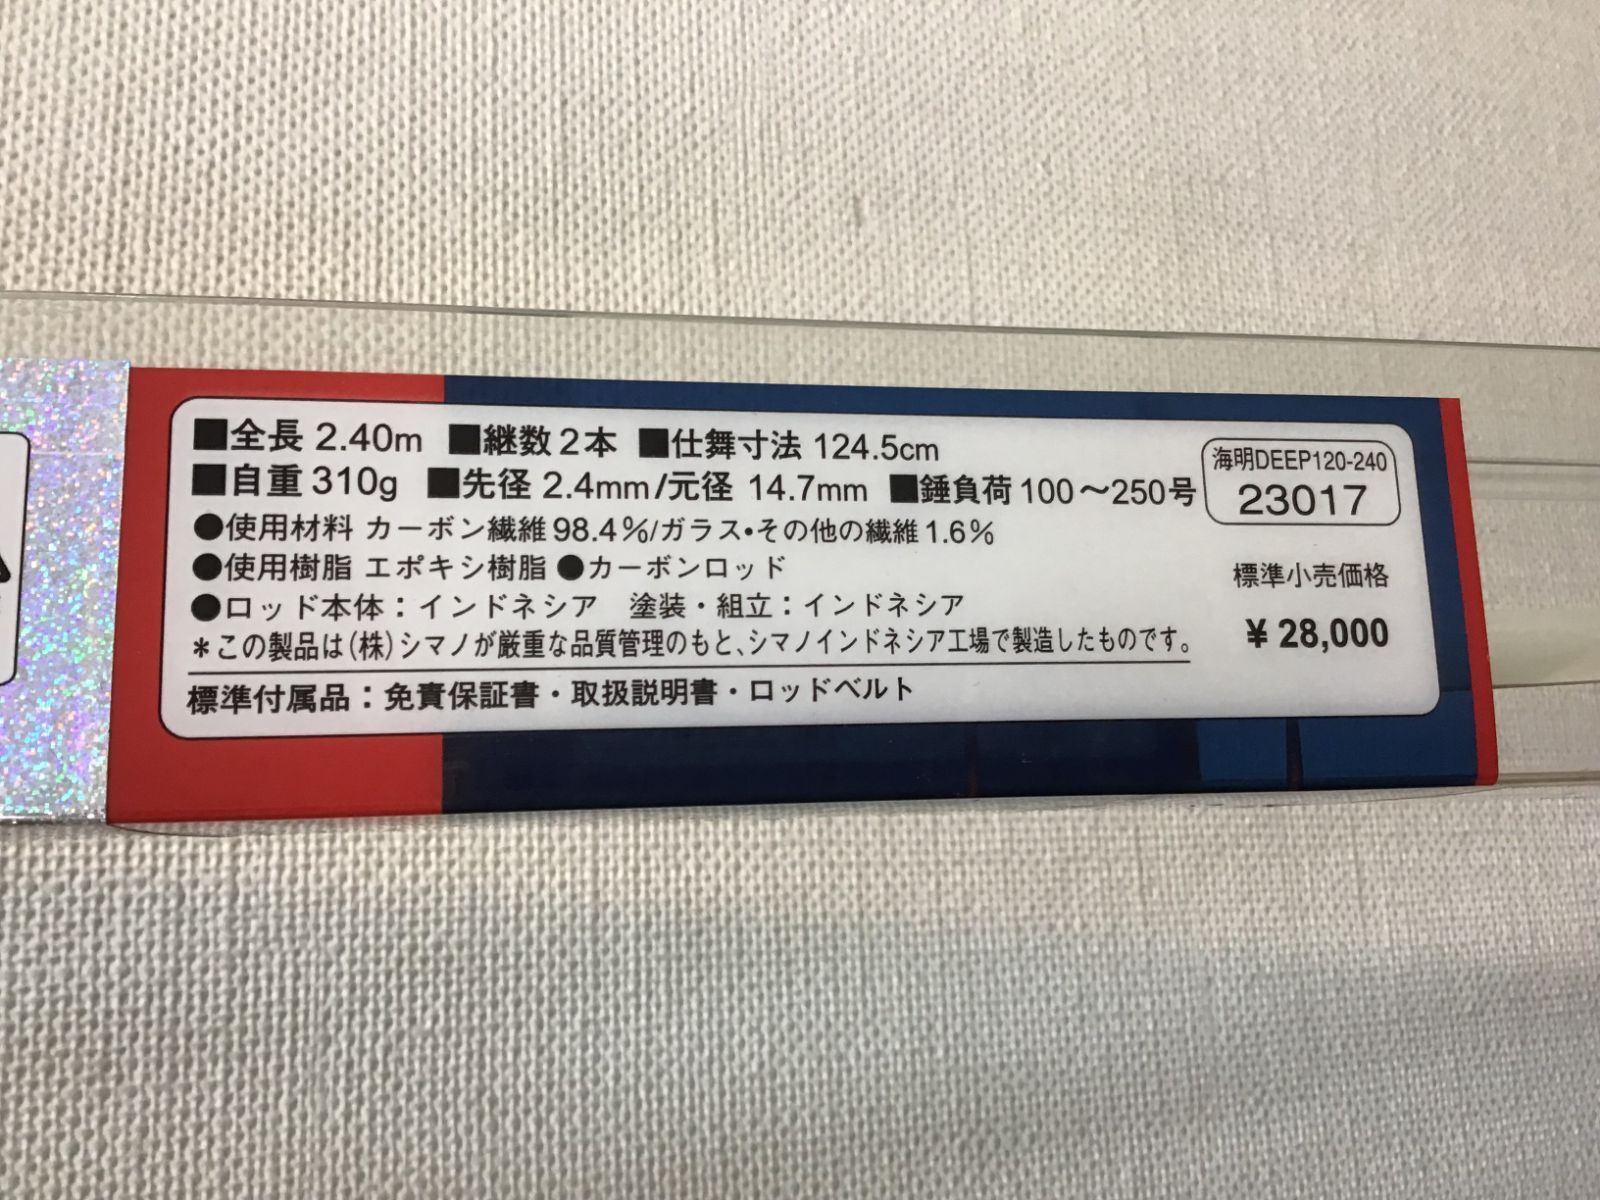 ■全長 2.40m ■継数2本 ■仕舞寸法 124.5cm
■自重 310g ■先径 2.4mm/元径 14.7mm ■錘負荷100～250号
●使用材料 カーボン繊維98.4%/ガラス・その他の繊維1.6%
●使用樹脂 エポキシ樹脂 ●カーボンロッド
●ロッド本体：インドネシア 塗装・組立：インドネシア
＊この製品は(株)シマノが厳重な品質管理のもと、シマノインドネシア工場で製造したものです。
標準付属品：免責保証書・取扱説明書・ロッドベルト
海明DEEP120-240
23017
標準小売価格
¥ 28,000